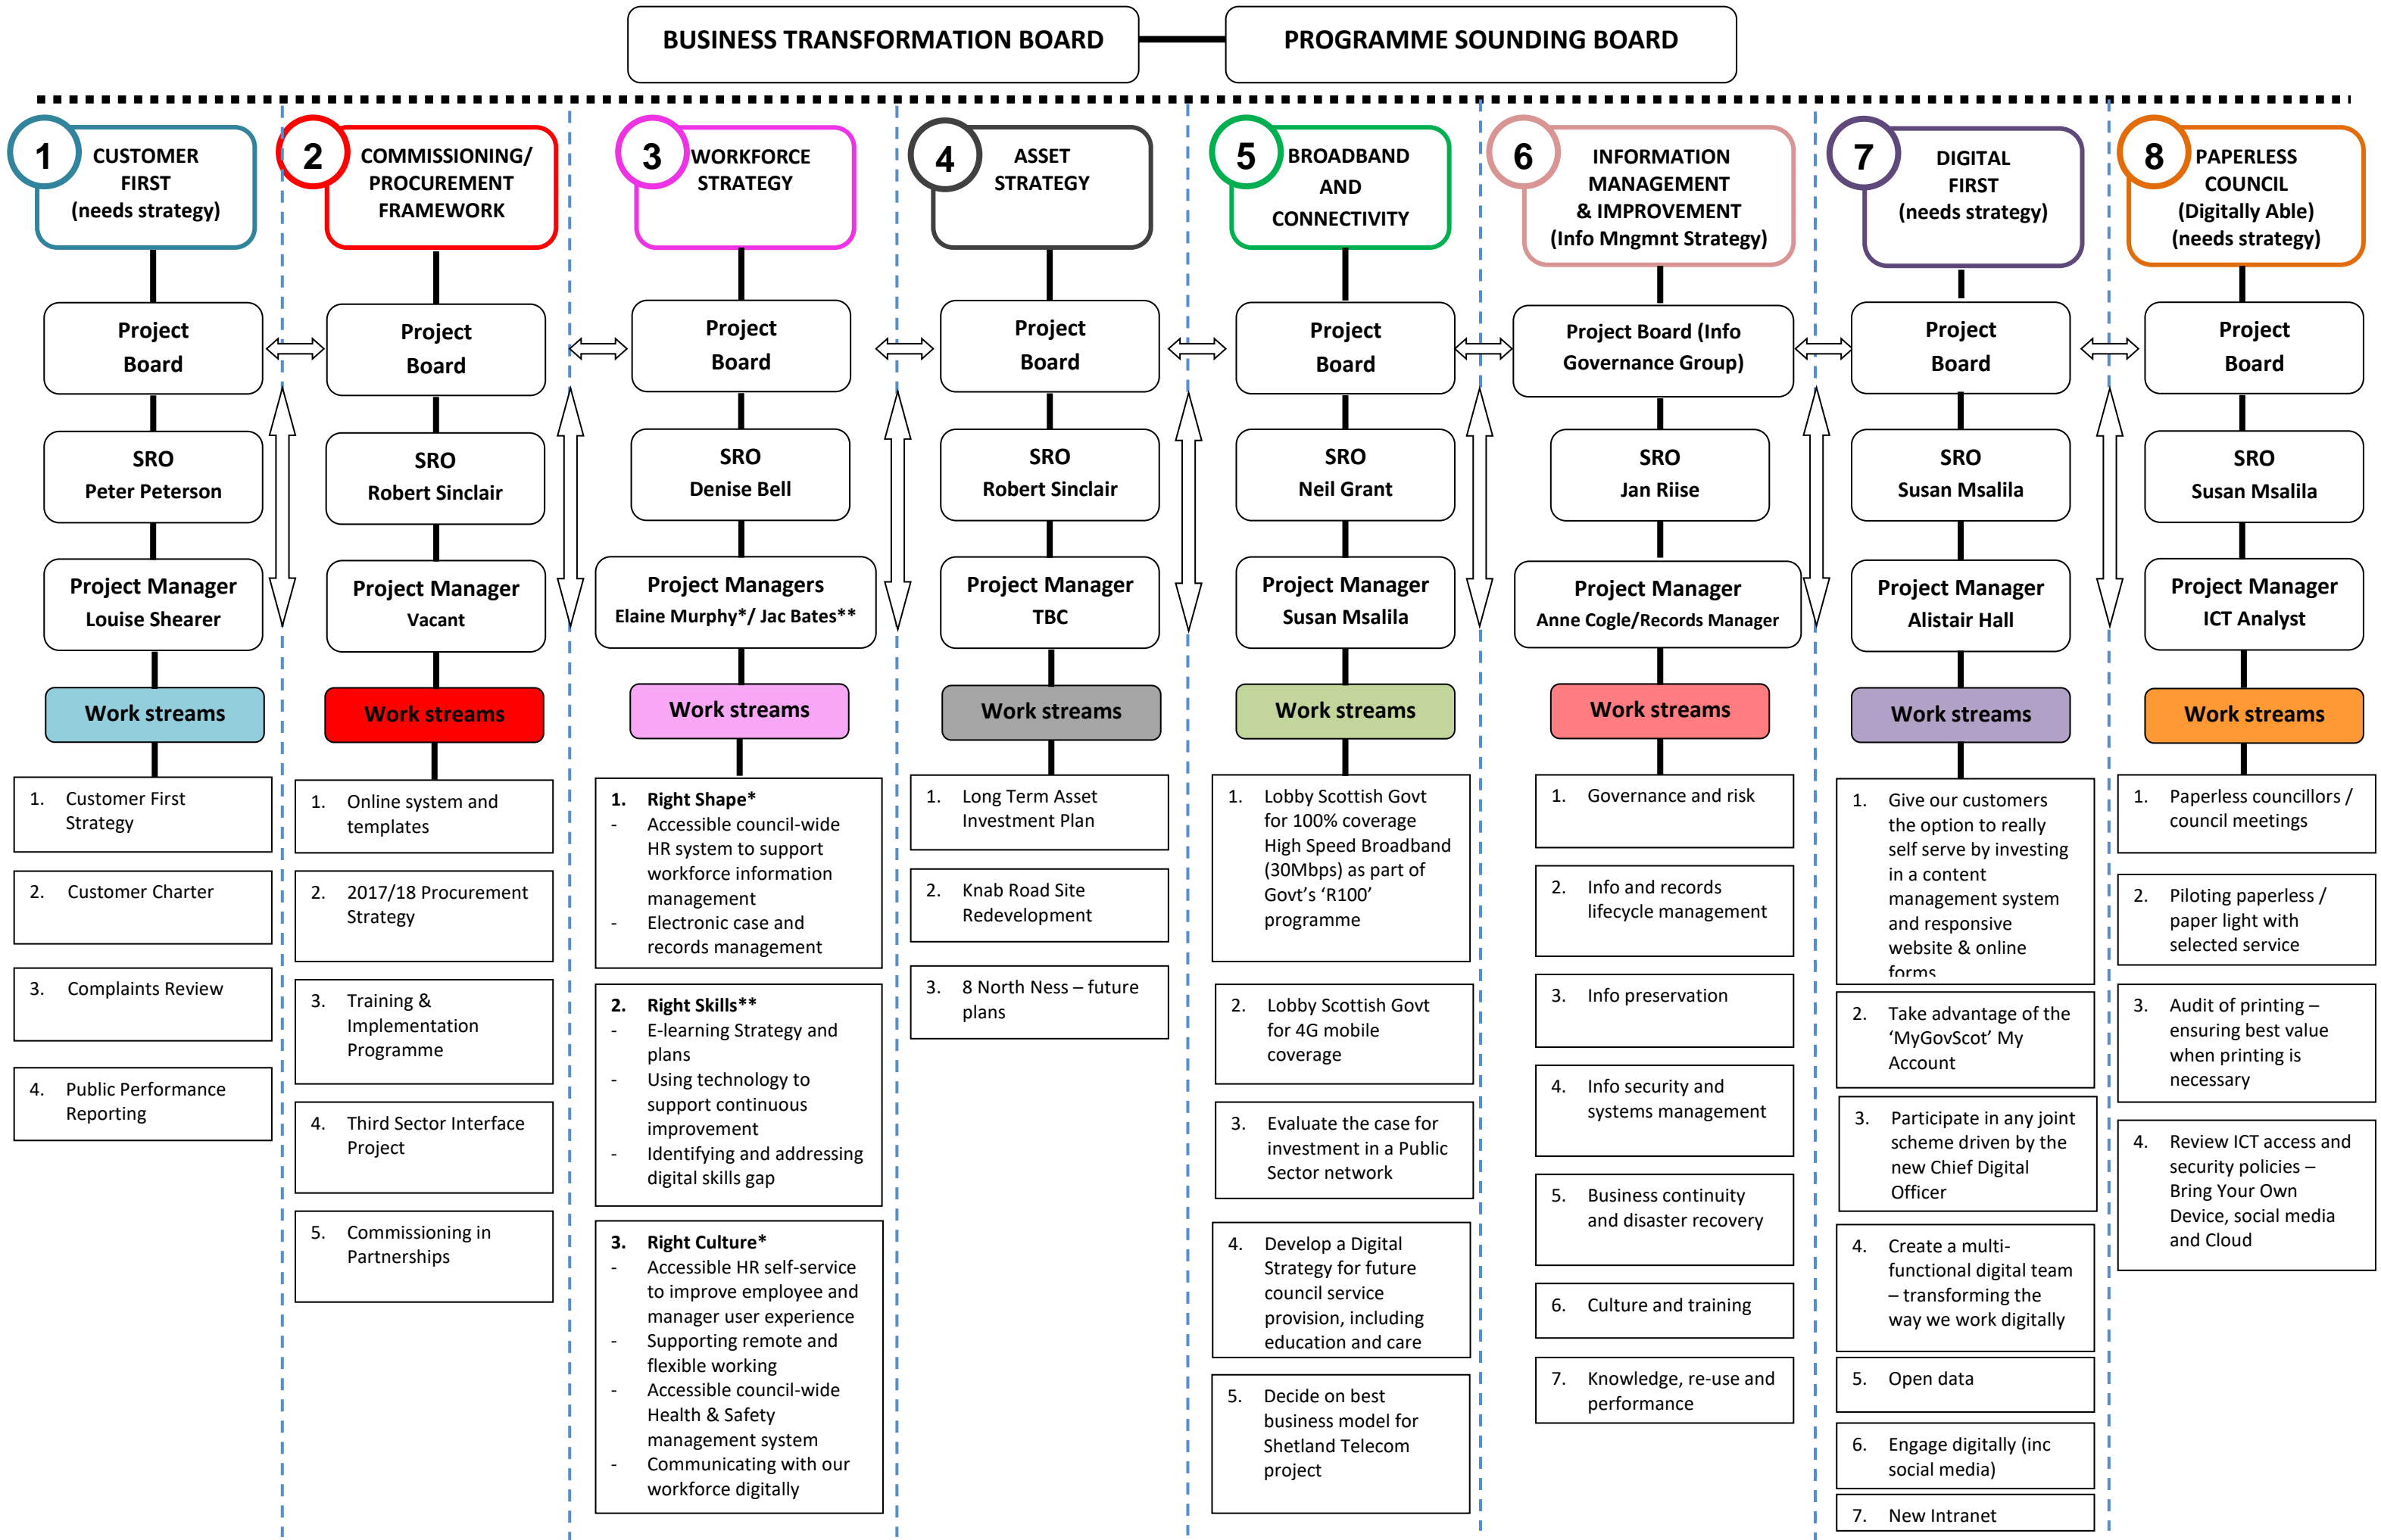 BUSINESS TRANSFORMATION BOARD
PROGRAMME SOUNDING BOARD
1
CUSTOMER
FIRST
(needs strategy)
Project
Board
SRO
Peter Peterson
Project Manager
Louise Shearer
Work streams
1. Customer First
Strategy
2. Customer Charter
3. Complaints Review
4. Public Performance
Reporting
2
COMMISSIONING/
PROCUREMENT
FRAMEWORK
Project
Board
SRO
Robert Sinclair
Project Manager
Vacant
Work streams
1. Online system and
templates
2. 2017/18 Procurement
Strategy
3. Training &
Implementation
Programme
4. Third Sector Interface
Project
5. Commissioning in
Partnerships
3
WORKFORCE
STRATEGY
Project
Board
SRO
Denise Bell
Project Managers
Elaine Murphy*/ Jac Bates**
Work streams
1. Right Shape*
- Accessible council-wide
HR system to support
workforce information
management
- Electronic case and
records management
2. Right Skills**
- E-learning Strategy and
plans
- Using technology to
support continuous
improvement
- Identifying and addressing
digital skills gap
3. Right Culture*
- Accessible HR self-service
to improve employee and
manager user experience
- Supporting remote and
flexible working
- Accessible council-wide
Health & Safety
management system
- Communicating with our
workforce digitally
4
ASSET
STRATEGY
Project
Board
SRO
Robert Sinclair
Project Manager
TBC
Work streams
1. Long Term Asset
Investment Plan
2. Knab Road Site
Redevelopment
3. 8 North Ness – future
plans
5
BROADBAND
AND
CONNECTIVITY
Project
Board
SRO
Neil Grant
Project Manager
Susan Msalila
Work streams
1. Lobby Scottish Govt
for 100% coverage
High Speed Broadband
(30Mbps) as part of
Govt's ‘R100’
programme
2. Lobby Scottish Govt
for 4G mobile
coverage
3. Evaluate the case for
investment in a Public
Sector network
4. Develop a Digital
Strategy for future
council service
provision, including
education and care
5. Decide on best
business model for
Shetland Telecom
project
6
INFORMATION
MANAGEMENT
& IMPROVEMENT
(Info Mngmnt Strategy)
Project Board (Info
Governance Group)
SRO
Jan Riise
Project Manager
Anne Cogle/Records Manager
Work streams
1. Governance and risk
2. Info and records
lifecycle management
3. Info preservation
4. Info security and
systems management
5. Business continuity
and disaster recovery
6. Culture and training
7. Knowledge, re-use and
performance
7
DIGITAL
FIRST
(needs strategy)
Project
Board
SRO
Susan Msalila
Project Manager
Alistair Hall
Work streams
1. Give our customers
the option to really
self serve by investing
in a content
management system
and responsive
website & online
forms
2. Take advantage of the
‘MyGovScot’ My
Account
3. Participate in any joint
scheme driven by the
new Chief Digital
Officer
4. Create a multi-
functional digital team
– transforming the
way we work digitally
5. Open data
6. Engage digitally (inc
social media)
7. New Intranet
8
PAPERLESS
COUNCIL
(Digitally Able)
(needs strategy)
Project
Board
SRO
Susan Msalila
Project Manager
ICT Analyst
Work streams
1. Paperless councillors /
council meetings
2. Piloting paperless /
paper light with
selected service
3. Audit of printing –
ensuring best value
when printing is
necessary
4. Review ICT access and
security policies –
Bring Your Own
Device, social media
and Cloud